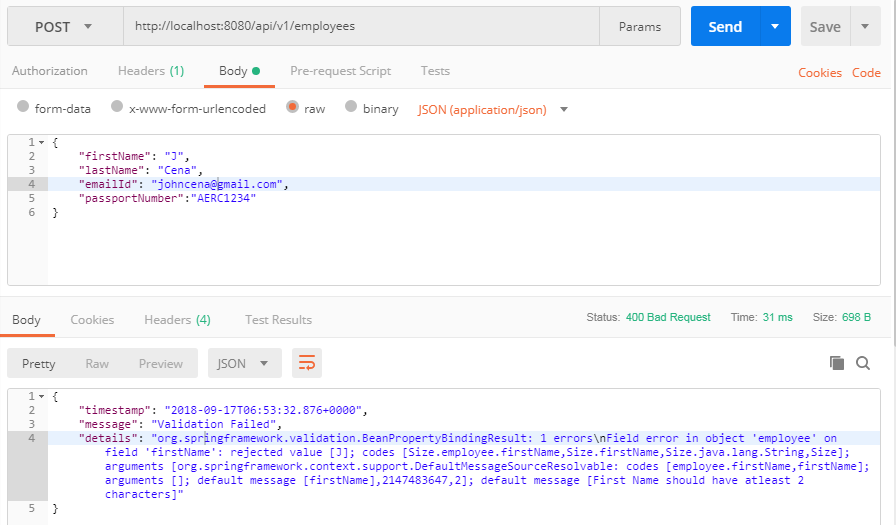 POST http://localhost:8080/api/v1/employees Params Send Save
Authorization Headers (1) Body Pre-request Script Tests Cookies Code
form-data x-www-form-urlencoded raw binary JSON (application/json)
1 {
2 "firstName": "J",
3 "lastName": "Cena",
4 "emailId": "johncena@gmail.com",
5 "passportNumber":"AERC1234"
6 }
Body Cookies Headers (4) Test Results Status: 400 Bad Request Time: 31 ms Size: 698 B
Pretty Raw Preview JSON
1 {
2 "timestamp": "2018-09-17T06:53:32.876+0000",
3 "message": "Validation Failed",
4 "details": "org.springframework.validation.BeanPropertyBindingResult: 1 errors\nField error in object 'employee' on
field 'firstName': rejected value [J]; codes [Size.employee.firstName,Size.firstName,Size.java.lang.String,Size];
arguments [org.springframework.context.support.DefaultMessageSourceResolvable: codes [employee.firstName,firstName];
arguments []; default message [firstName],2147483647,2]; default message [First Name should have atleast 2
characters]"
5 }